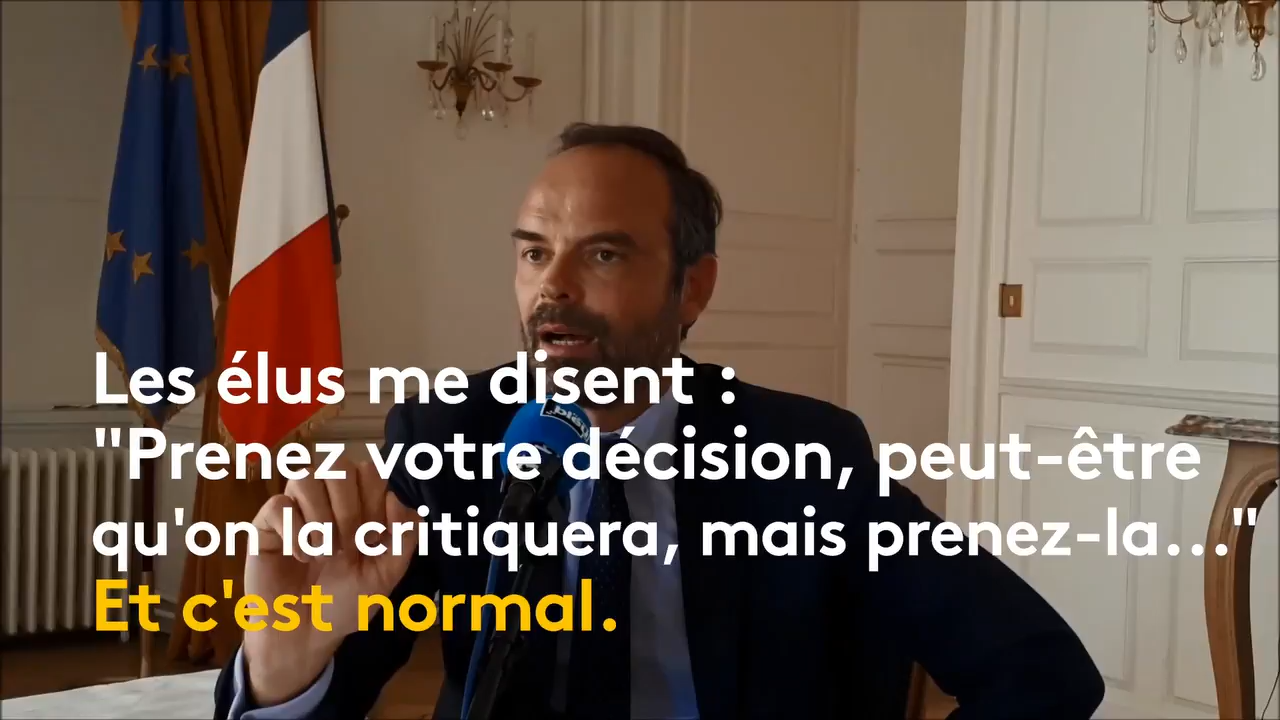 Les élus me disent :
"Prenez votre décision, peut-être
qu'on la critiquera, mais prenez-la..."
Et c'est normal.